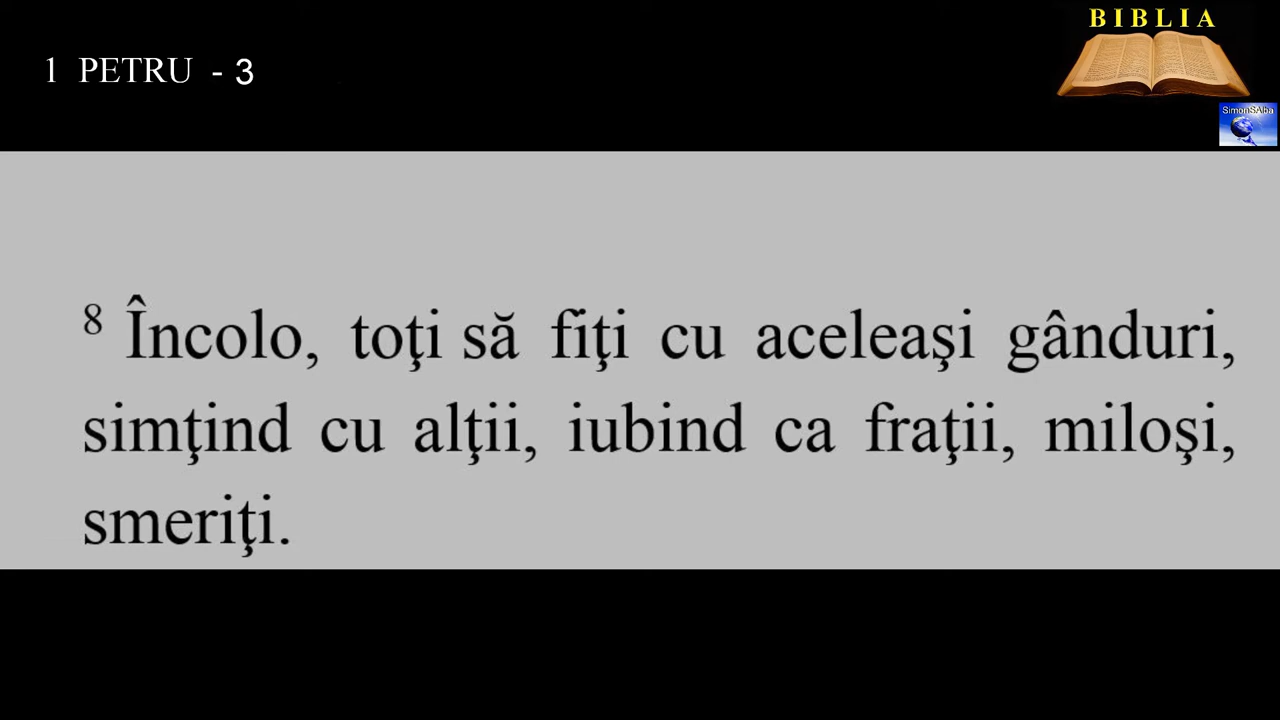 BIBLIA
1 PETRU - 3
SimonSAlba
8 Încolo, toţi să fiţi cu aceleaşi gânduri,
simţind cu alţii, iubind ca fraţii, miloşi,
smeriţi.